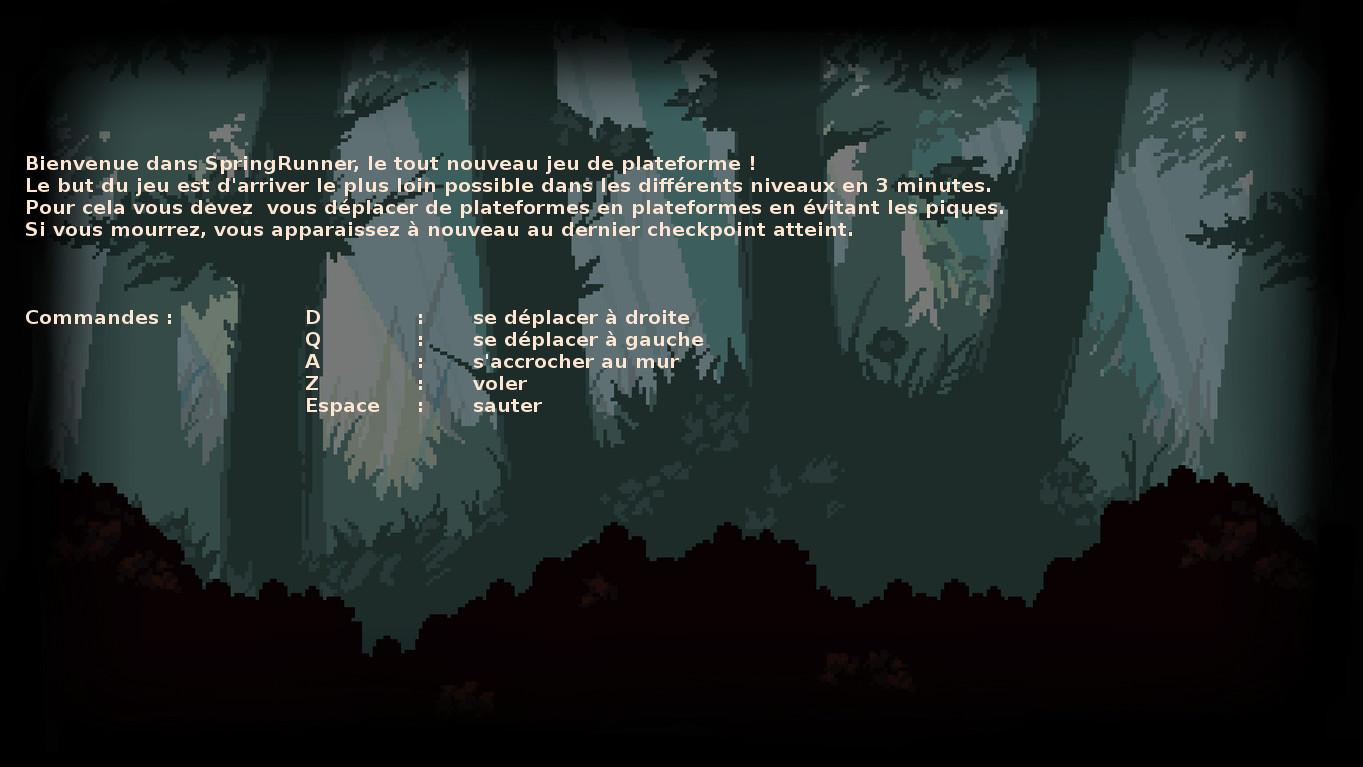 Bienvenue dans SpringRunner, le tout nouveau jeu de plateforme !
Le but du jeu est d'arriver le plus loin possible dans les différents niveaux en 3 minutes.
Pour cela vous devez  vous déplacer de plateformes en plateformes en évitant les piques.
Si vous mourrez, vous apparaissez à nouveau au dernier checkpoint atteint.
Commandes : D : se déplacer à droite
Q : se déplacer à gauche
A : s'accrocher au mur
Z : voler
Espace : sauter